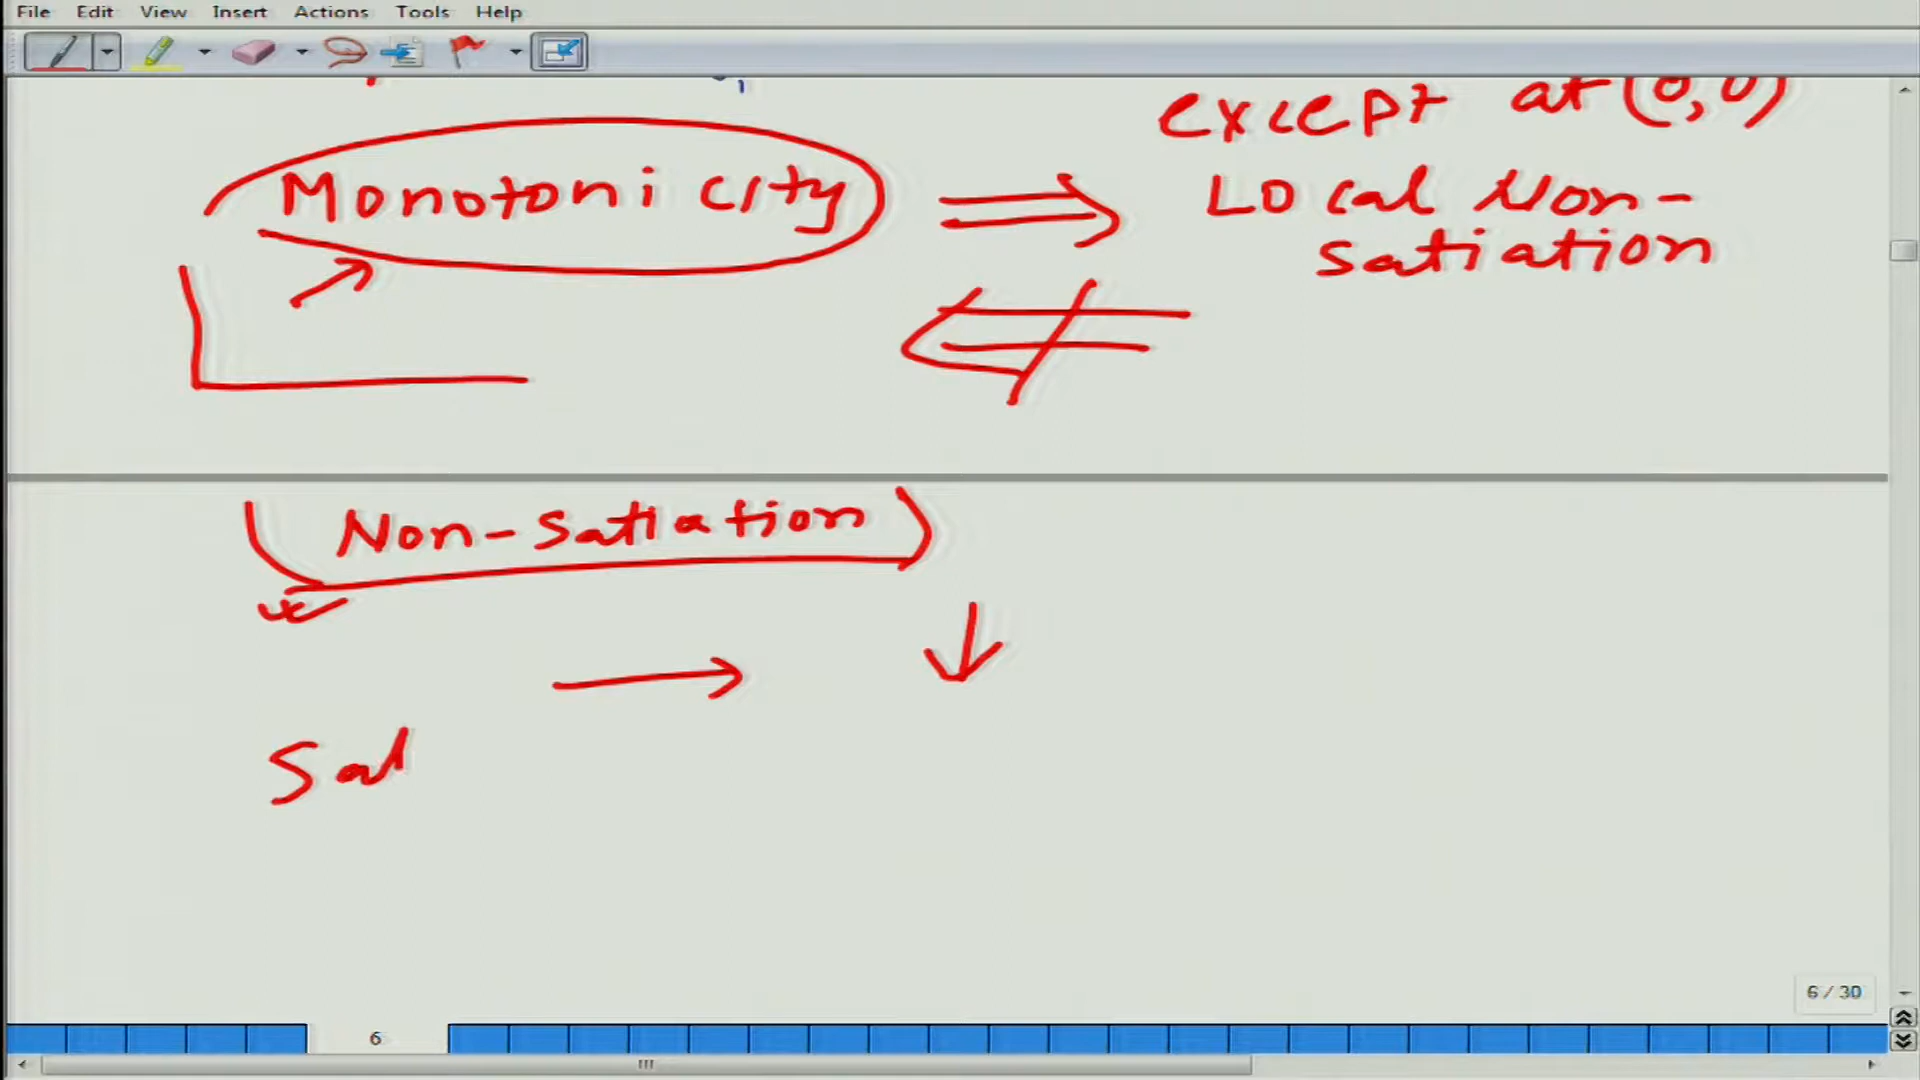 File Edit View Insert Actions Tools Help
except at (0,0)
Monotonicity ⇒ Local Non-
satiation
Non-Satiation
Sat
6 / 30
6